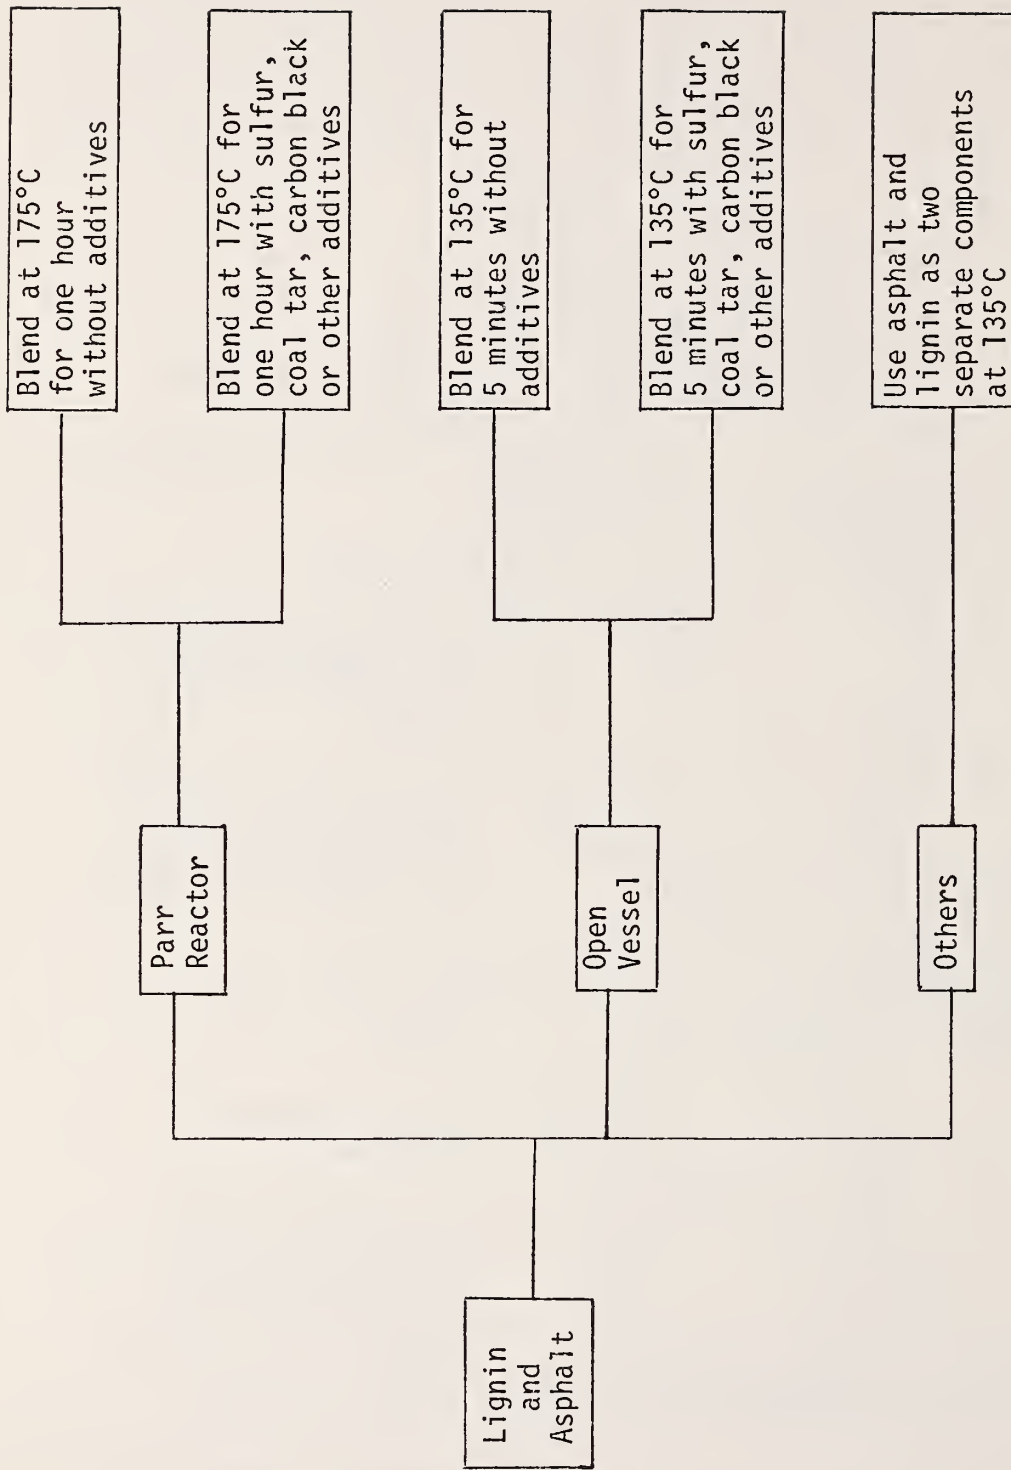 Lignin
and
Asphalt
Parr
Reactor
Open
Vessel
Others
Blend at 175°C
for one hour
without additives
Blend at 175°C for
one hour with sulfur,
coal tar, carbon black
or other additives
Blend at 135°C for
5 minutes without
additives
Blend at 135°C for
5 minutes with sulfur,
coal tar, carbon black
or other additives
Use asphalt and
lignin as two
separate components
at 135°C